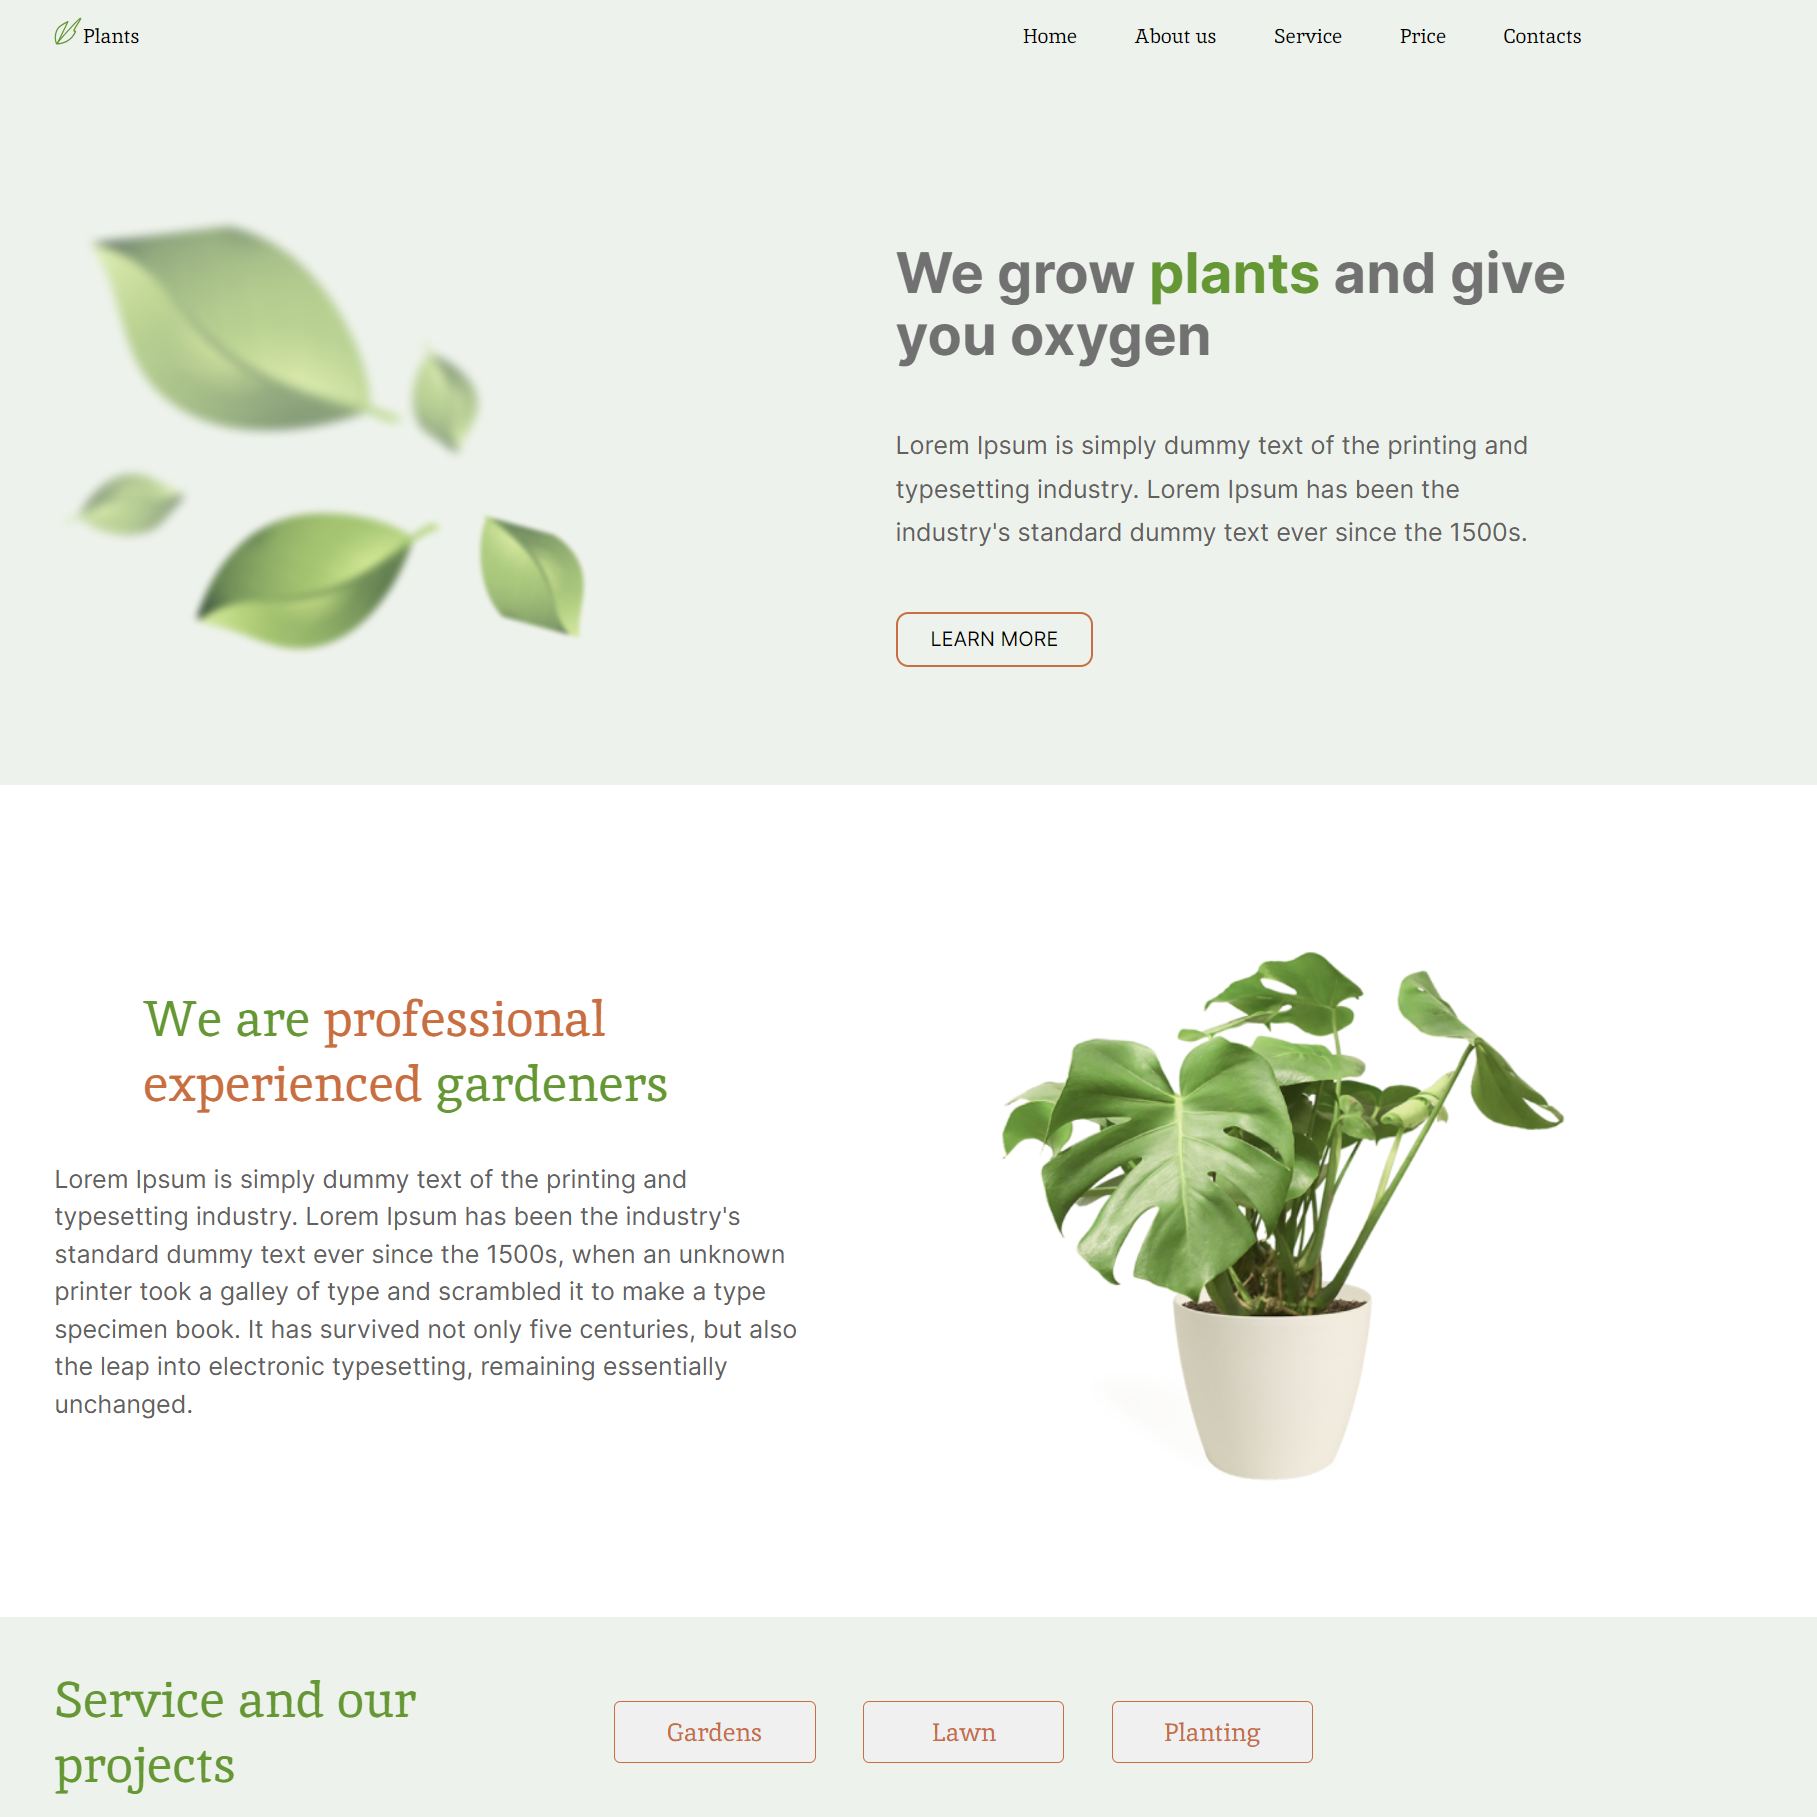 Plants
Home About us Service Price Contacts
We grow plants and give
you oxygen
Lorem Ipsum is simply dummy text of the printing and
typesetting industry. Lorem Ipsum has been the
industry's standard dummy text ever since the 1500s.
LEARN MORE
We are professional
experienced gardeners
Lorem Ipsum is simply dummy text of the printing and
typesetting industry. Lorem Ipsum has been the industry's
standard dummy text ever since the 1500s, when an unknown
printer took a galley of type and scrambled it to make a type
specimen book. It has survived not only five centuries, but also
the leap into electronic typesetting, remaining essentially
unchanged.
Service and our
projects
Gardens
Lawn
Planting